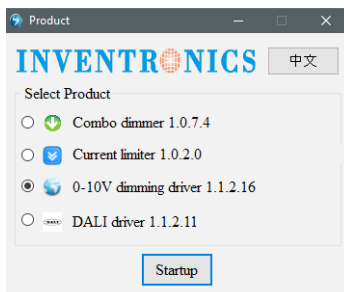 Product
INVENTRONICS
中文
Select Product
Combo dimmer 1.0.7.4
Current limiter 1.0.2.0
0-10V dimming driver 1.1.2.16
DALI driver 1.1.2.11
Startup